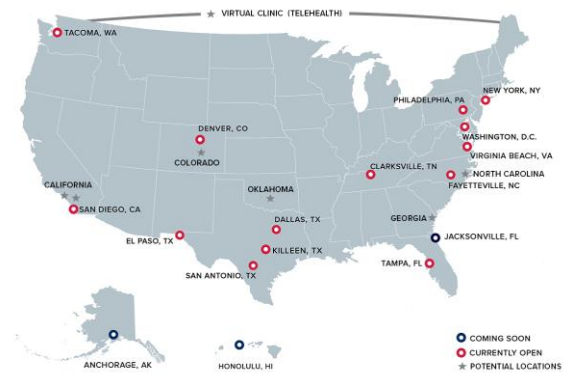 VIRTUAL CLINIC (TELEHEALTH)
TACOMA, WA
NEW YORK, NY
PHILADELPHIA, PA
DENVER, CO
WASHINGTON, D.C.
VIRGINIA BEACH, VA
COLORADO
CLARKSVILLE, TN
NORTH CAROLINA
FAYETTEVILLE, NC
CALIFORNIA
OKLAHOMA
SAN DIEGO, CA
GEORGIA
DALLAS, TX
JACKSONVILLE, FL
EL PASO, TX
KILLEEN, TX
TAMPA, FL
SAN ANTONIO, TX
COMING SOON
CURRENTLY OPEN
POTENTIAL LOCATIONS
ANCHORAGE, AK
HONOLULU, HI